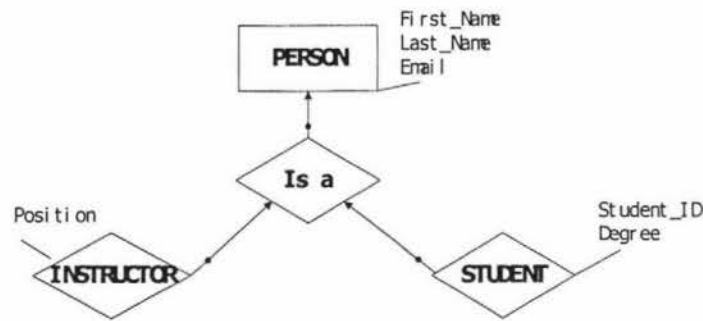 First_Name
Last_Name
Email
PERSON
Is a
Position
INSTRUCTOR
Student_ID
Degree
STUDENT